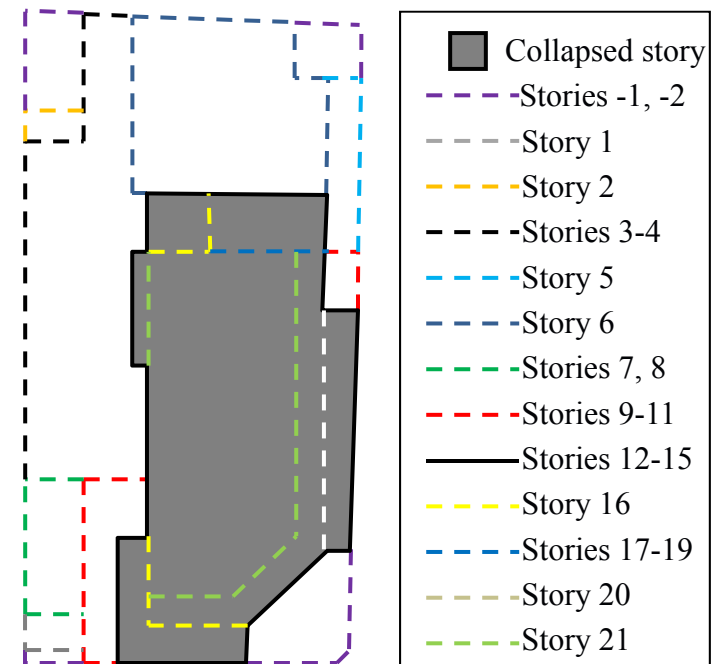 Collapsed story
Stories -1, -2
Story 1
Story 2
Stories 3-4
Story 5
Story 6
Stories 7, 8
Stories 9-11
Stories 12-15
Story 16
Stories 17-19
Story 20
Story 21